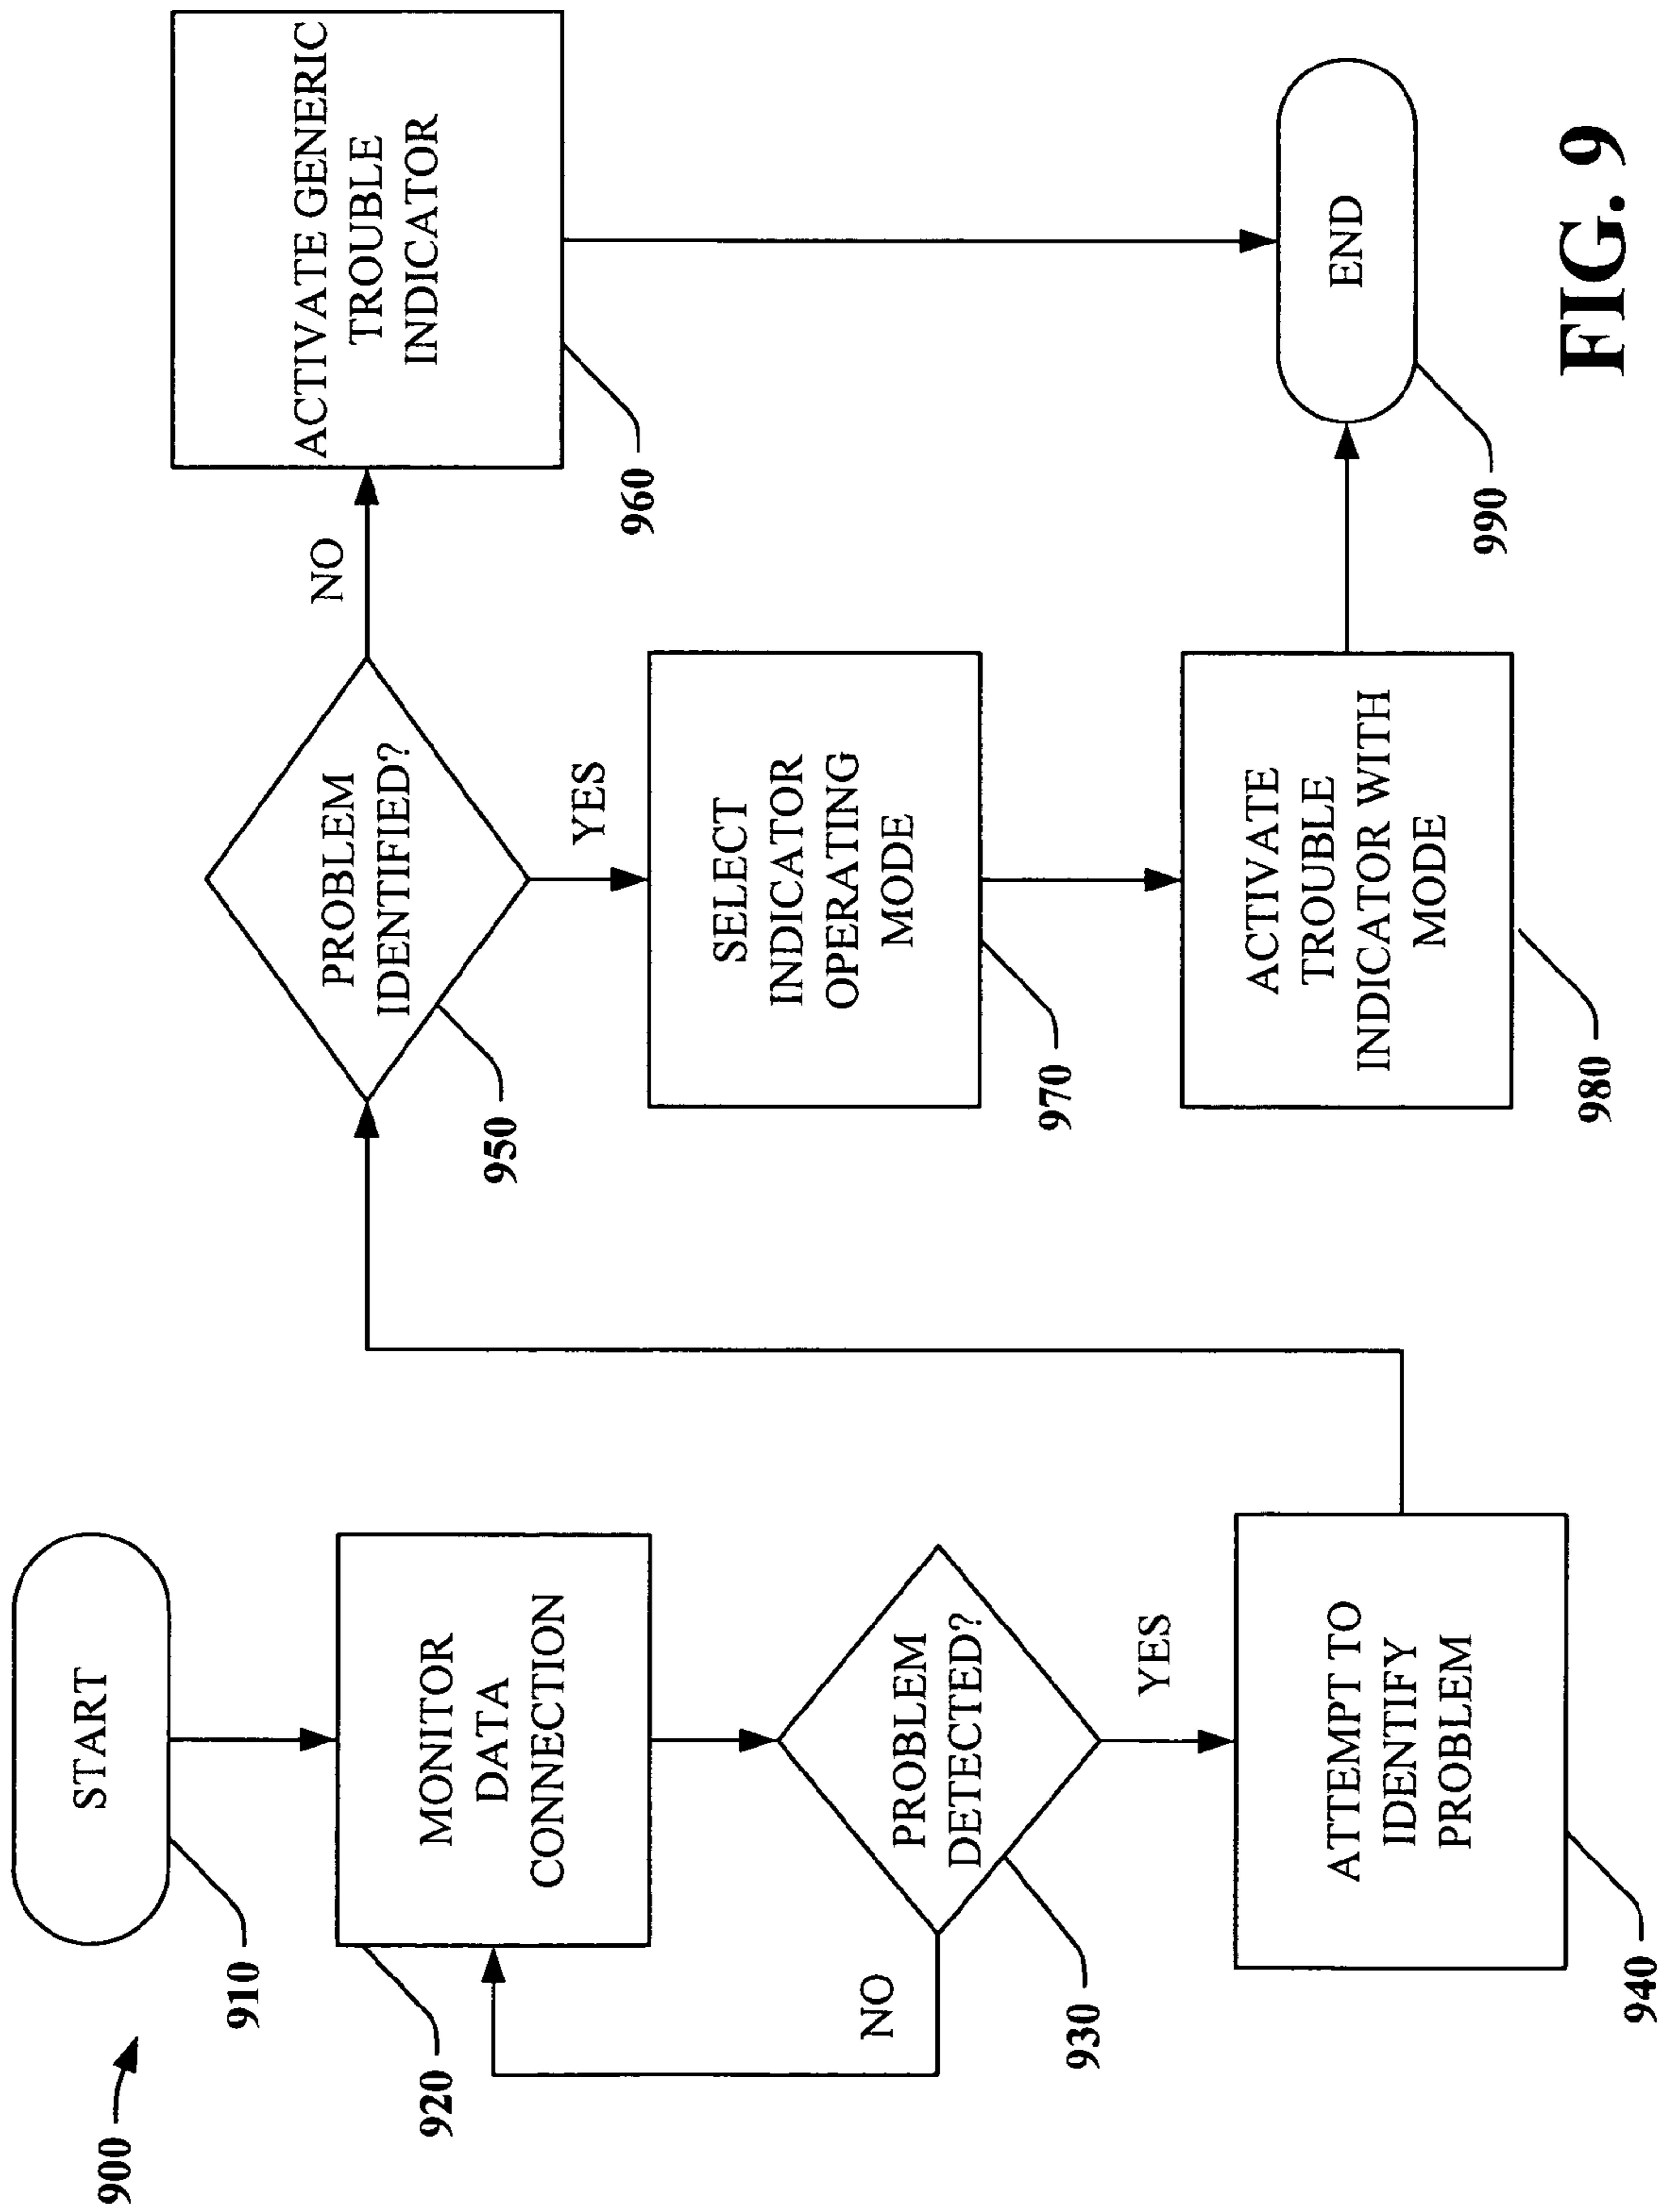 900
START
910
MONITOR
DATA
CONNECTION
920
PROBLEM
DETECTED?
NO
YES
930
ATTEMPT TO
IDENTIFY
PROBLEM
940
PROBLEM
IDENTIFIED?
NO
YES
950
ACTIVATE GENERIC
TROUBLE
INDICATOR
960
SELECT
INDICATOR
OPERATING
MODE
970
ACTIVATE
TROUBLE
INDICATOR WITH
MODE
980
END
990
FIG. 9